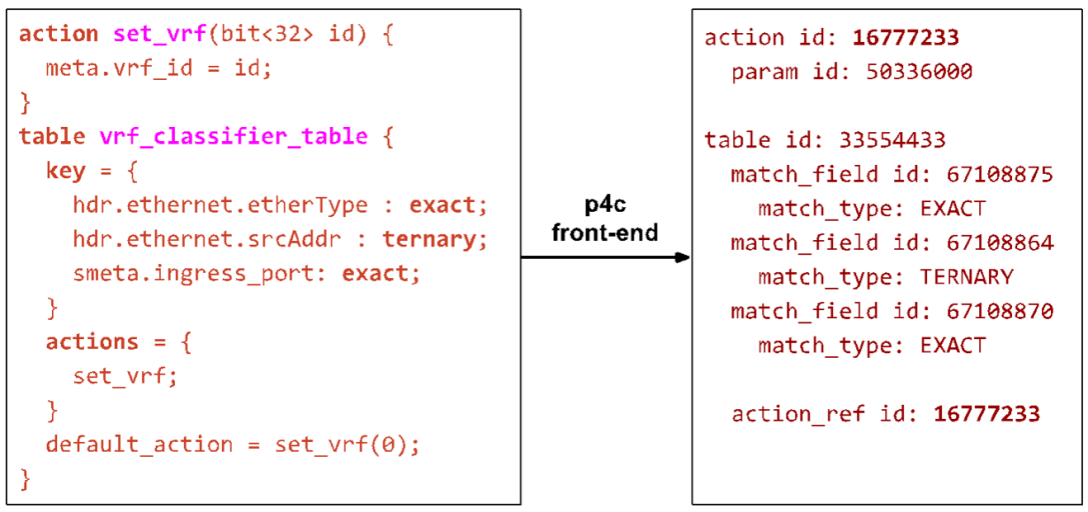 action set_vrf(bit<32> id) {
meta.vrf_id = id;
}
table vrf_classifier_table {
key = {
hdr.ethernet.etherType : exact;
hdr.ethernet.srcAddr : ternary;
smeta.ingress_port: exact;
}
actions = {
set_vrf;
}
default_action = set_vrf(0);
}
p4c
front-end
action id: 16777233
param id: 50336000
table id: 33554433
match_field id: 67108875
match_type: EXACT
match_field id: 67108864
match_type: TERNARY
match_field id: 67108870
match_type: EXACT
action_ref id: 16777233